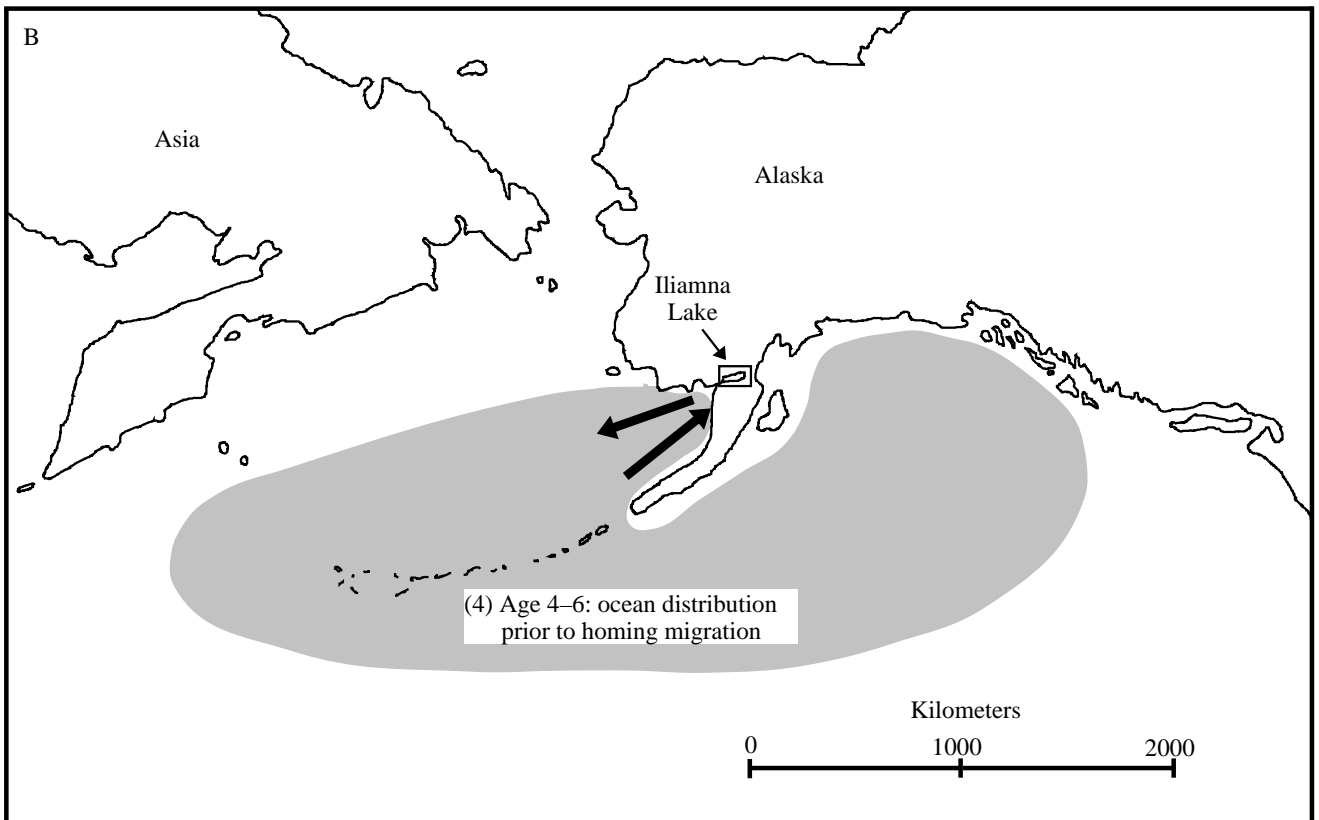 B
Asia
Alaska
Iliamna
Lake
(4) Age 4–6: ocean distribution
prior to homing migration
Kilometers
0 1000 2000